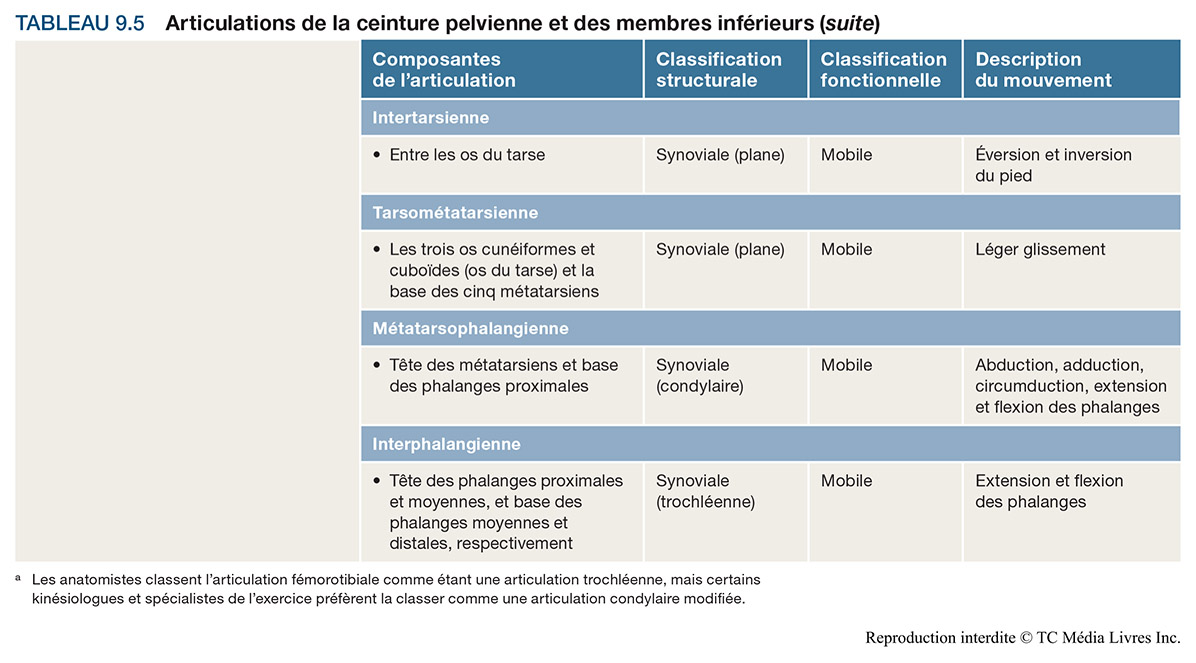 TABLEAU 9.5 Articulations de la ceinture pelvienne et des membres inférieurs (suite)
Composantes
de l’articulation
Classification
structurale
Classification
fonctionnelle
Description
du mouvement
Intertarsienne
• Entre les os du tarse
Synoviale (plane)
Mobile
Éversion et inversion
du pied
Tarsométatarsienne
• Les trois os cunéiformes et
cuboïdes (os du tarse) et la
base des cinq métatarsiens
Synoviale (plane)
Mobile
Léger glissement
Métatarsophalangienne
• Tête des métatarsiens et base
des phalanges proximales
Synoviale
(condylaire)
Mobile
Abduction, adduction,
circumduction, extension
et flexion des phalanges
Interphalangienne
• Tête des phalanges proximales
et moyennes, et base des
phalanges moyennes et
distales, respectivement
Synoviale
(trochléenne)
Mobile
Extension et flexion
des phalanges
a Les anatomistes classent l’articulation fémorotibiale comme étant une articulation trochléenne, mais certains
kinésiologues et spécialistes de l’exercice préfèrent la classer comme une articulation condylaire modifiée.
Reproduction interdite © TC Média Livres Inc.